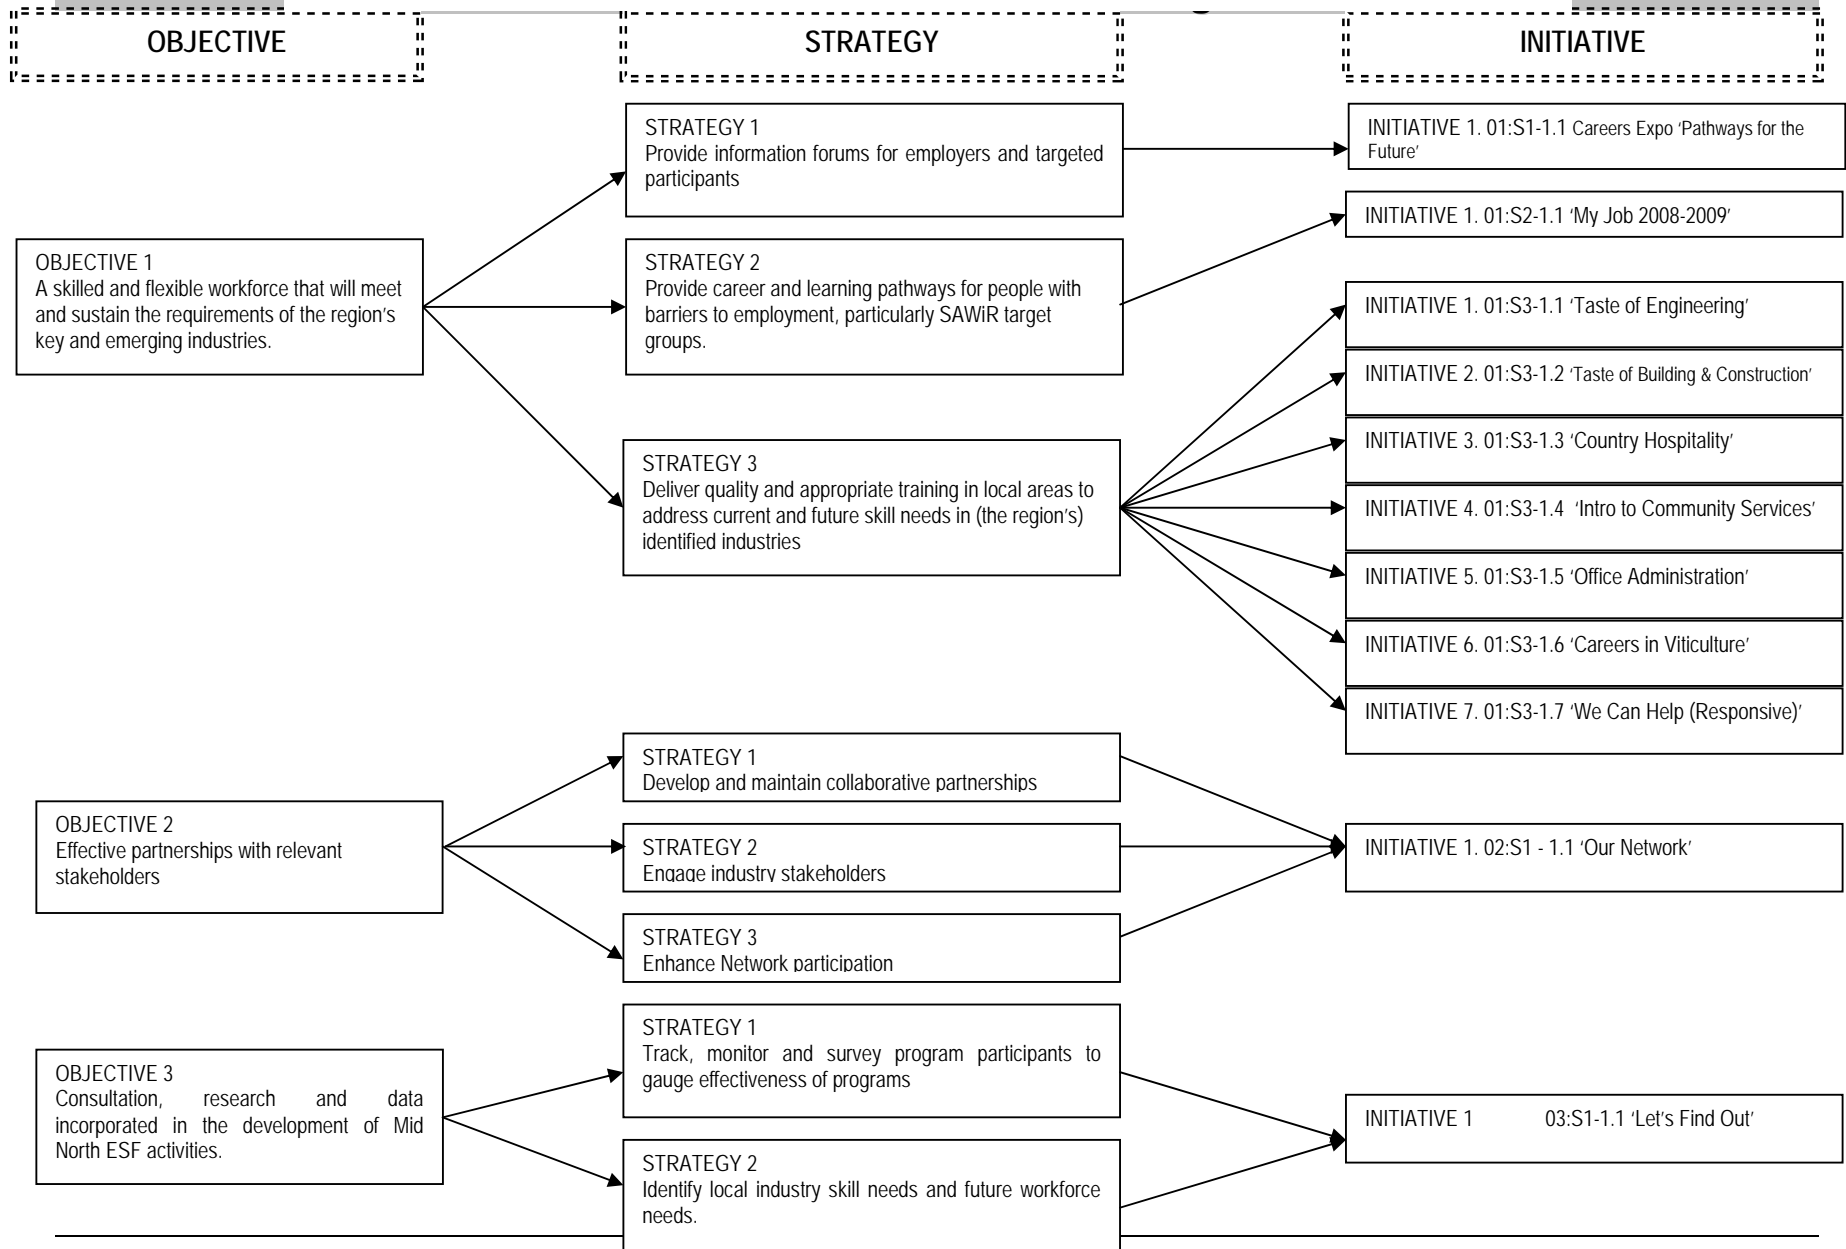 OBJECTIVE
STRATEGY
INITIATIVE
OBJECTIVE 1
A skilled and flexible workforce that will meet
and sustain the requirements of the region's
key and emerging industries.
STRATEGY 1
Provide information forums for employers and targeted
participants
STRATEGY 2
Provide career and learning pathways for people with
barriers to employment, particularly SAWiR target
groups.
STRATEGY 3
Deliver quality and appropriate training in local areas to
address current and future skill needs in (the region's)
identified industries
INITIATIVE 1. 01:S1-1.1 Careers Expo 'Pathways for the
Future'
INITIATIVE 1. 01:S2-1.1 'My Job 2008-2009'
INITIATIVE 1. 01:S3-1.1 'Taste of Engineering'
INITIATIVE 2. 01:S3-1.2 'Taste of Building & Construction'
INITIATIVE 3. 01:S3-1.3 'Country Hospitality'
INITIATIVE 4. 01:S3-1.4 'Intro to Community Services'
INITIATIVE 5. 01:S3-1.5 'Office Administration'
INITIATIVE 6. 01:S3-1.6 'Careers in Viticulture'
INITIATIVE 7. 01:S3-1.7 'We Can Help (Responsive)'
OBJECTIVE 2
Effective partnerships with relevant
stakeholders
STRATEGY 1
Develop and maintain collaborative partnerships
STRATEGY 2
Engage industry stakeholders
STRATEGY 3
Enhance Network participation
INITIATIVE 1. 02:S1 - 1.1 'Our Network'
OBJECTIVE 3
Consultation, research and data
incorporated in the development of Mid
North ESF activities.
STRATEGY 1
Track, monitor and survey program participants to
gauge effectiveness of programs
STRATEGY 2
Identify local industry skill needs and future workforce
needs.
INITIATIVE 1 03:S1-1.1 'Let's Find Out'